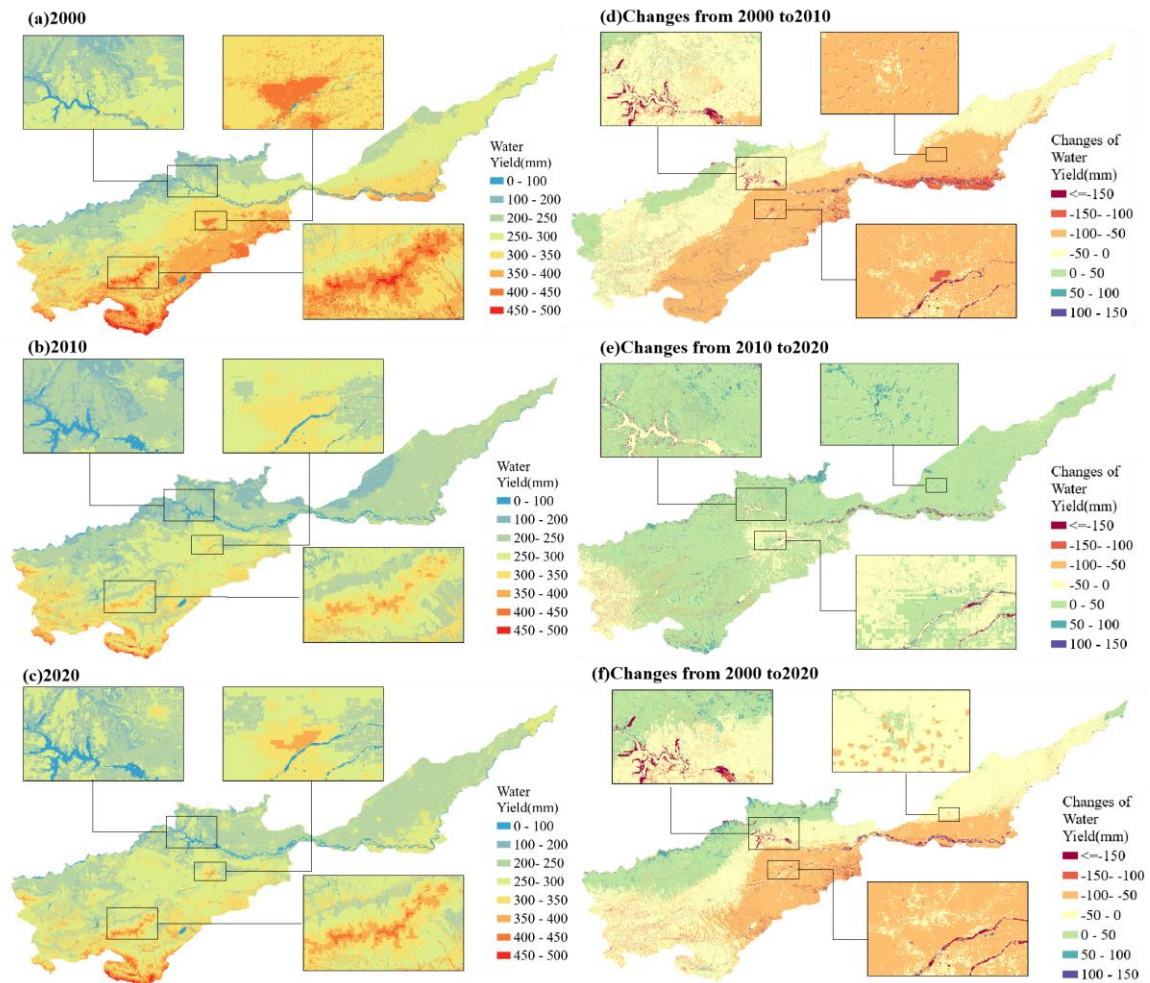 (a)2000
Water
Yield(mm)
0 - 100
100 - 200
200- 250
250 - 300
300 - 350
350 - 400
400 - 450
450 - 500
(b)2010
Water
Yield(mm)
0 - 100
100 - 200
200- 250
250 - 300
300 - 350
350 - 400
400 - 450
450 - 500
(c)2020
Water
Yield(mm)
0 - 100
100 - 200
200 - 250
250 - 300
300 - 350
350 - 400
400 - 450
450 - 500
(d)Changes from 2000 to2010
Changes of
Water
Yield(mm)
<=-150
-150- -100
-100- -50
-50 - 0
0 - 50
50 - 100
100 - 150
(e)Changes from 2010 to2020
Changes of
Water
Yield(mm)
<=-150
-150- -100
-100- -50
-50 - 0
0 - 50
50 - 100
100 - 150
(f)Changes from 2000 to2020
Changes of
Water
Yield(mm)
<=-150
-150- -100
-100- -50
-50 - 0
0 - 50
50 - 100
100 - 150